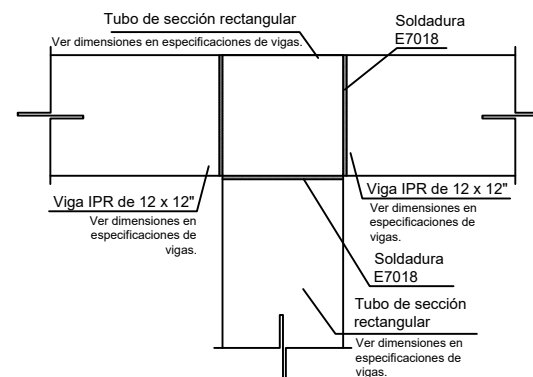 Tubo de sección rectangular
Ver dimensiones en especificaciones de vigas.
Soldadura
E7018
Viga IPR de 12 x 12"
Ver dimensiones en
especificaciones de
vigas.
Viga IPR de 12 x 12"
Ver dimensiones en
especificaciones de
vigas.
Soldadura
E7018
Tubo de sección
rectangular
Ver dimensiones en
especificaciones de
vigas.